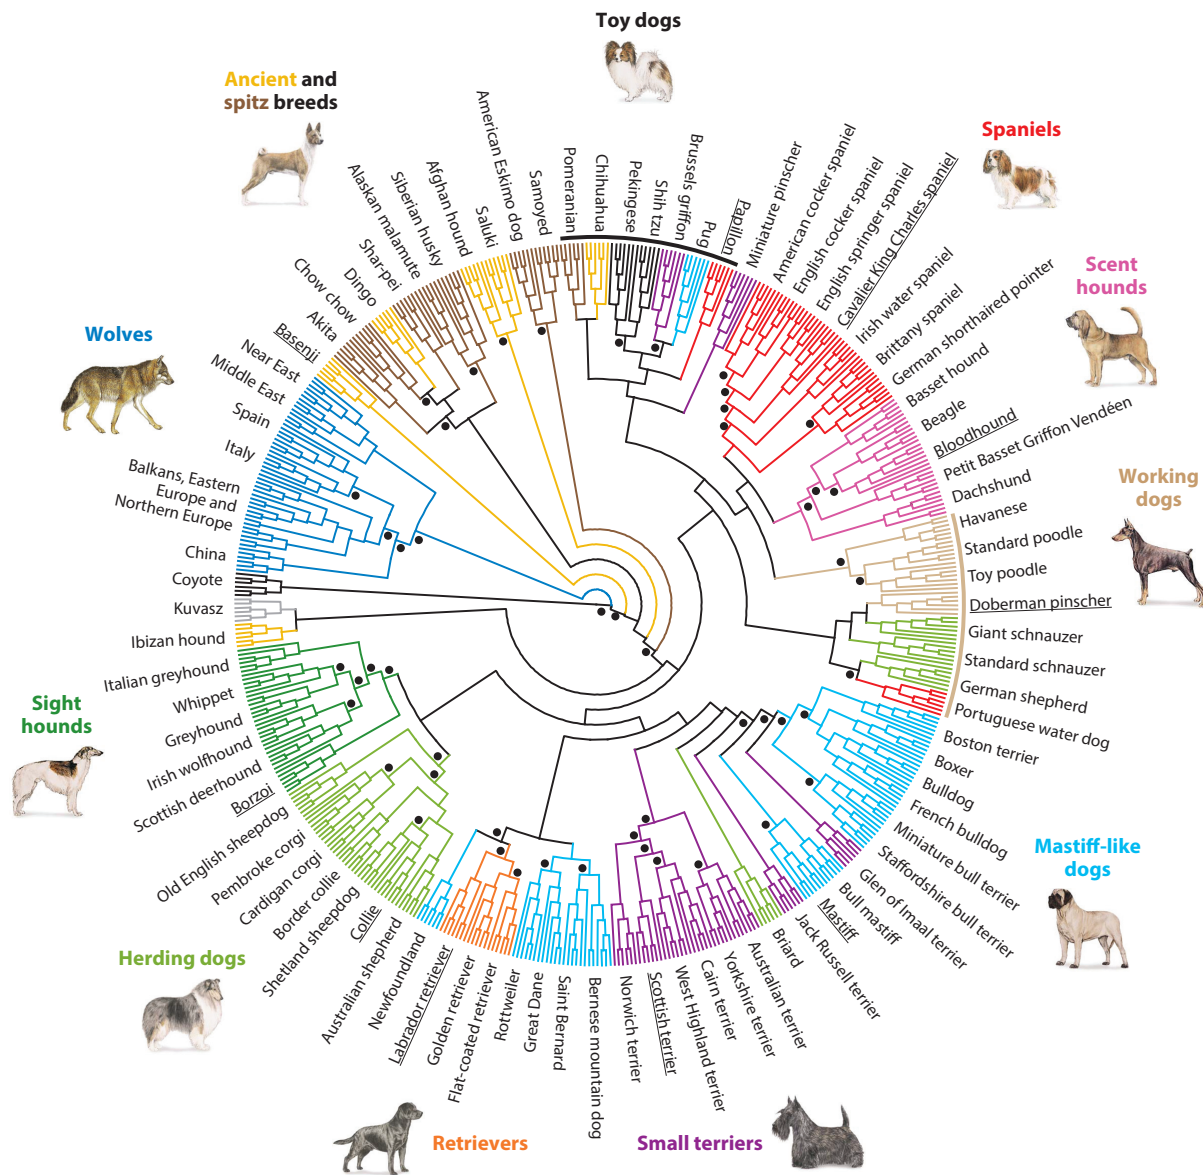 Toy dogs
Ancient and
spitz breeds
Spaniels
Scent
hounds
Working
dogs
Mastiff-like
dogs
Small terriers
Retrievers
Herding dogs
Sight
hounds
Wolves
Near East
Middle East
Spain
Italy
Balkans, Eastern
Europe and
Northern Europe
China
Coyote
Kuvasz
Ibizan hound
Italian greyhound
Whippet
Greyhound
Irish wolfhound
Scottish deerhound
Borzoi
Old English sheepdog
Pembroke corgi
Cardigan corgi
Border collie
Shetland sheepdog
Collie
Australian shepherd
Newfoundland
Labrador retriever
Golden retriever
Flat-coated retriever
Rottweiler
Great Dane
Saint Bernard
Bernese mountain dog
Norwich terrier
Scottish terrier
West Highland terrier
Cairn terrier
Yorkshire terrier
Australian terrier
Briard
Jack Russell terrier
Mastiff
Bull mastiff
Glen of Imaal terrier
Staffordshire bull terrier
Miniature bull terrier
French bulldog
Bulldog
Boxer
Boston terrier
Portuguese water dog
German shepherd
Standard schnauzer
Giant schnauzer
Doberman pinscher
Toy poodle
Standard poodle
Havanese
Dachshund
Petit Basset Griffon Vendéen
Bloodhound
Beagle
Basset hound
German shorthaired pointer
Brittany spaniel
Irish water spaniel
Cavalier King Charles spaniel
English springer spaniel
English cocker spaniel
American cocker spaniel
Miniature pinscher
Papillon
Pug
Brussels griffon
Shih tzu
Pekingese
Chihuahua
Pomeranian
Samoyed
American Eskimo dog
Saluki
Afghan hound
Siberian husky
Alaskan malamute
Shar-pei
Dingo
Chow chow
Akita
Basenji